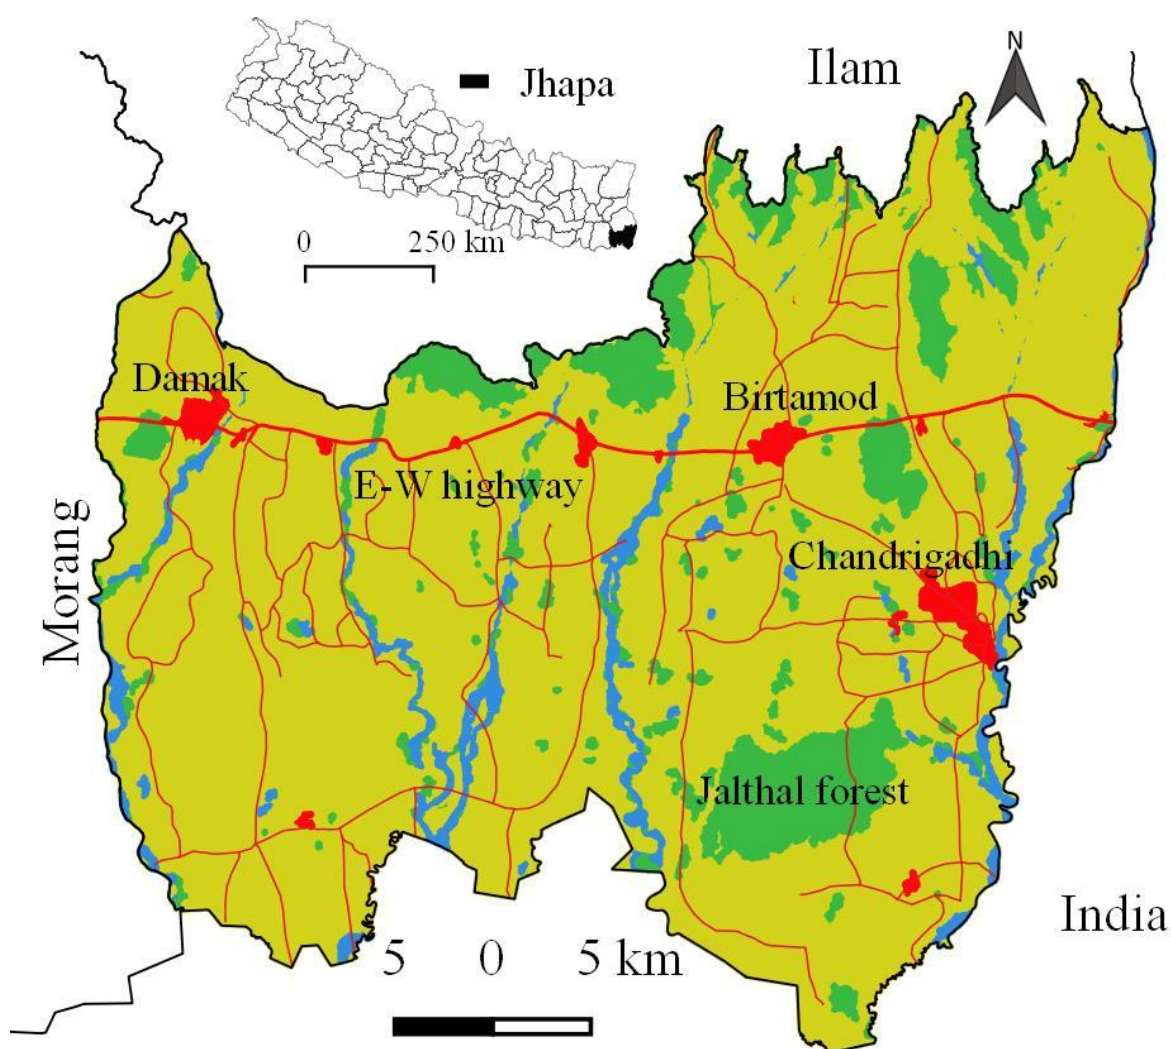 Ilam
N
Jhapa
0 250 km
Damak
Birtamod
E-W highway
Morang
Chandrigadhi
Jalthal forest
India
5 0 5 km